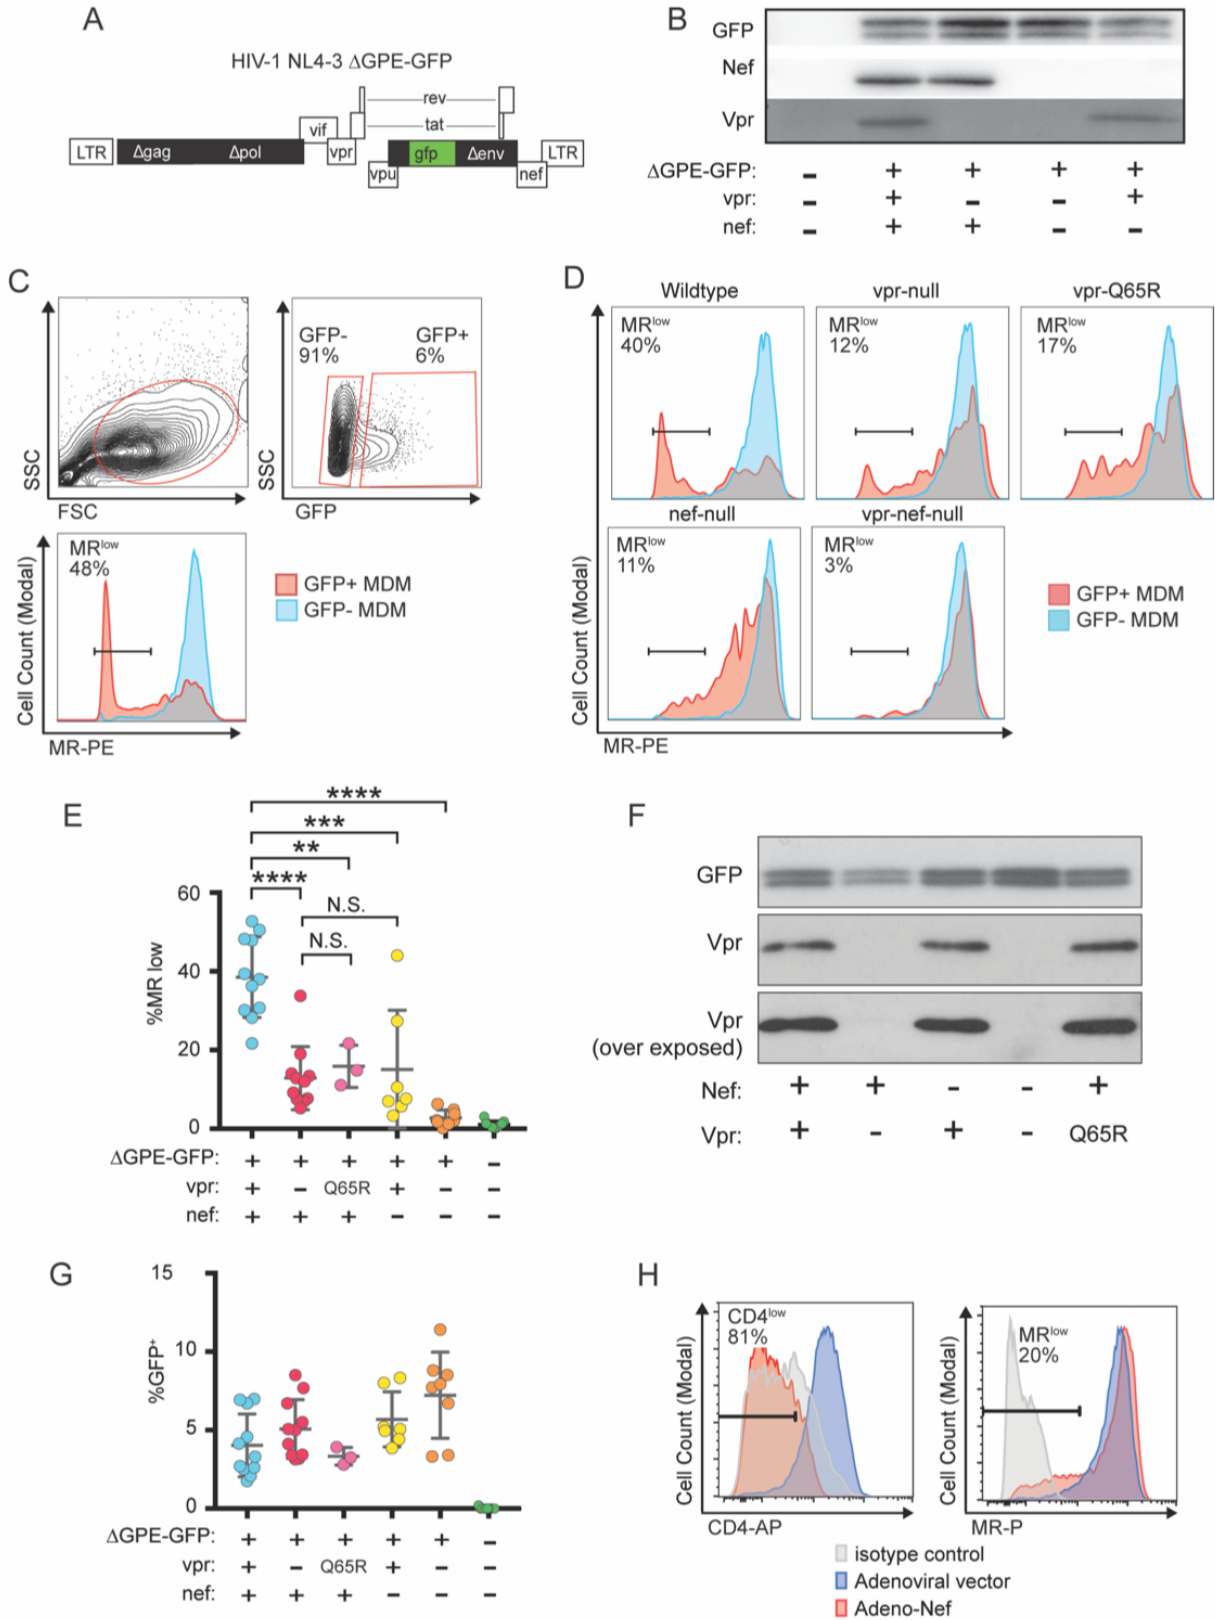 A
HIV-1 NL4-3 ΔGPE-GFP
rev
tat
vif
LTR
Δgag
Δpol
vpr
gfp
Δenv
LTR
vpu
nef
B
GFP
Nef
Vpr
ΔGPE-GFP: - + + + +
vpr: - + - - +
nef: - + + - -
C
SSC
FSC
GFP-
91%
GFP+
6%
SSC
GFP
MRlow
48%
Cell Count (Modal)
MR-PE
GFP+ MDM
GFP- MDM
D
Wildtype
vpr-null
vpr-Q65R
MRlow
40%
MRlow
12%
MRlow
17%
Cell Count (Modal)
nef-null
vpr-nef-null
MRlow
11%
MRlow
3%
Cell Count (Modal)
MR-PE
GFP+ MDM
GFP- MDM
E
****
***
**
****
N.S.
N.S.
%MR low
60
40
20
0
ΔGPE-GFP: + + + + + -
vpr: + - Q65R + - -
nef: + + + - - -
F
GFP
Vpr
Vpr
(over exposed)
Nef: + + - - +
Vpr: + - + - Q65R
G
%GFP+
15
10
5
0
ΔGPE-GFP: + + + + + -
vpr: + - Q65R + - -
nef: + + + - - -
H
CD4low
81%
Cell Count (Modal)
CD4-AP
MRlow
20%
Cell Count (Modal)
MR-P
isotype control
Adenoviral vector
Adeno-Nef